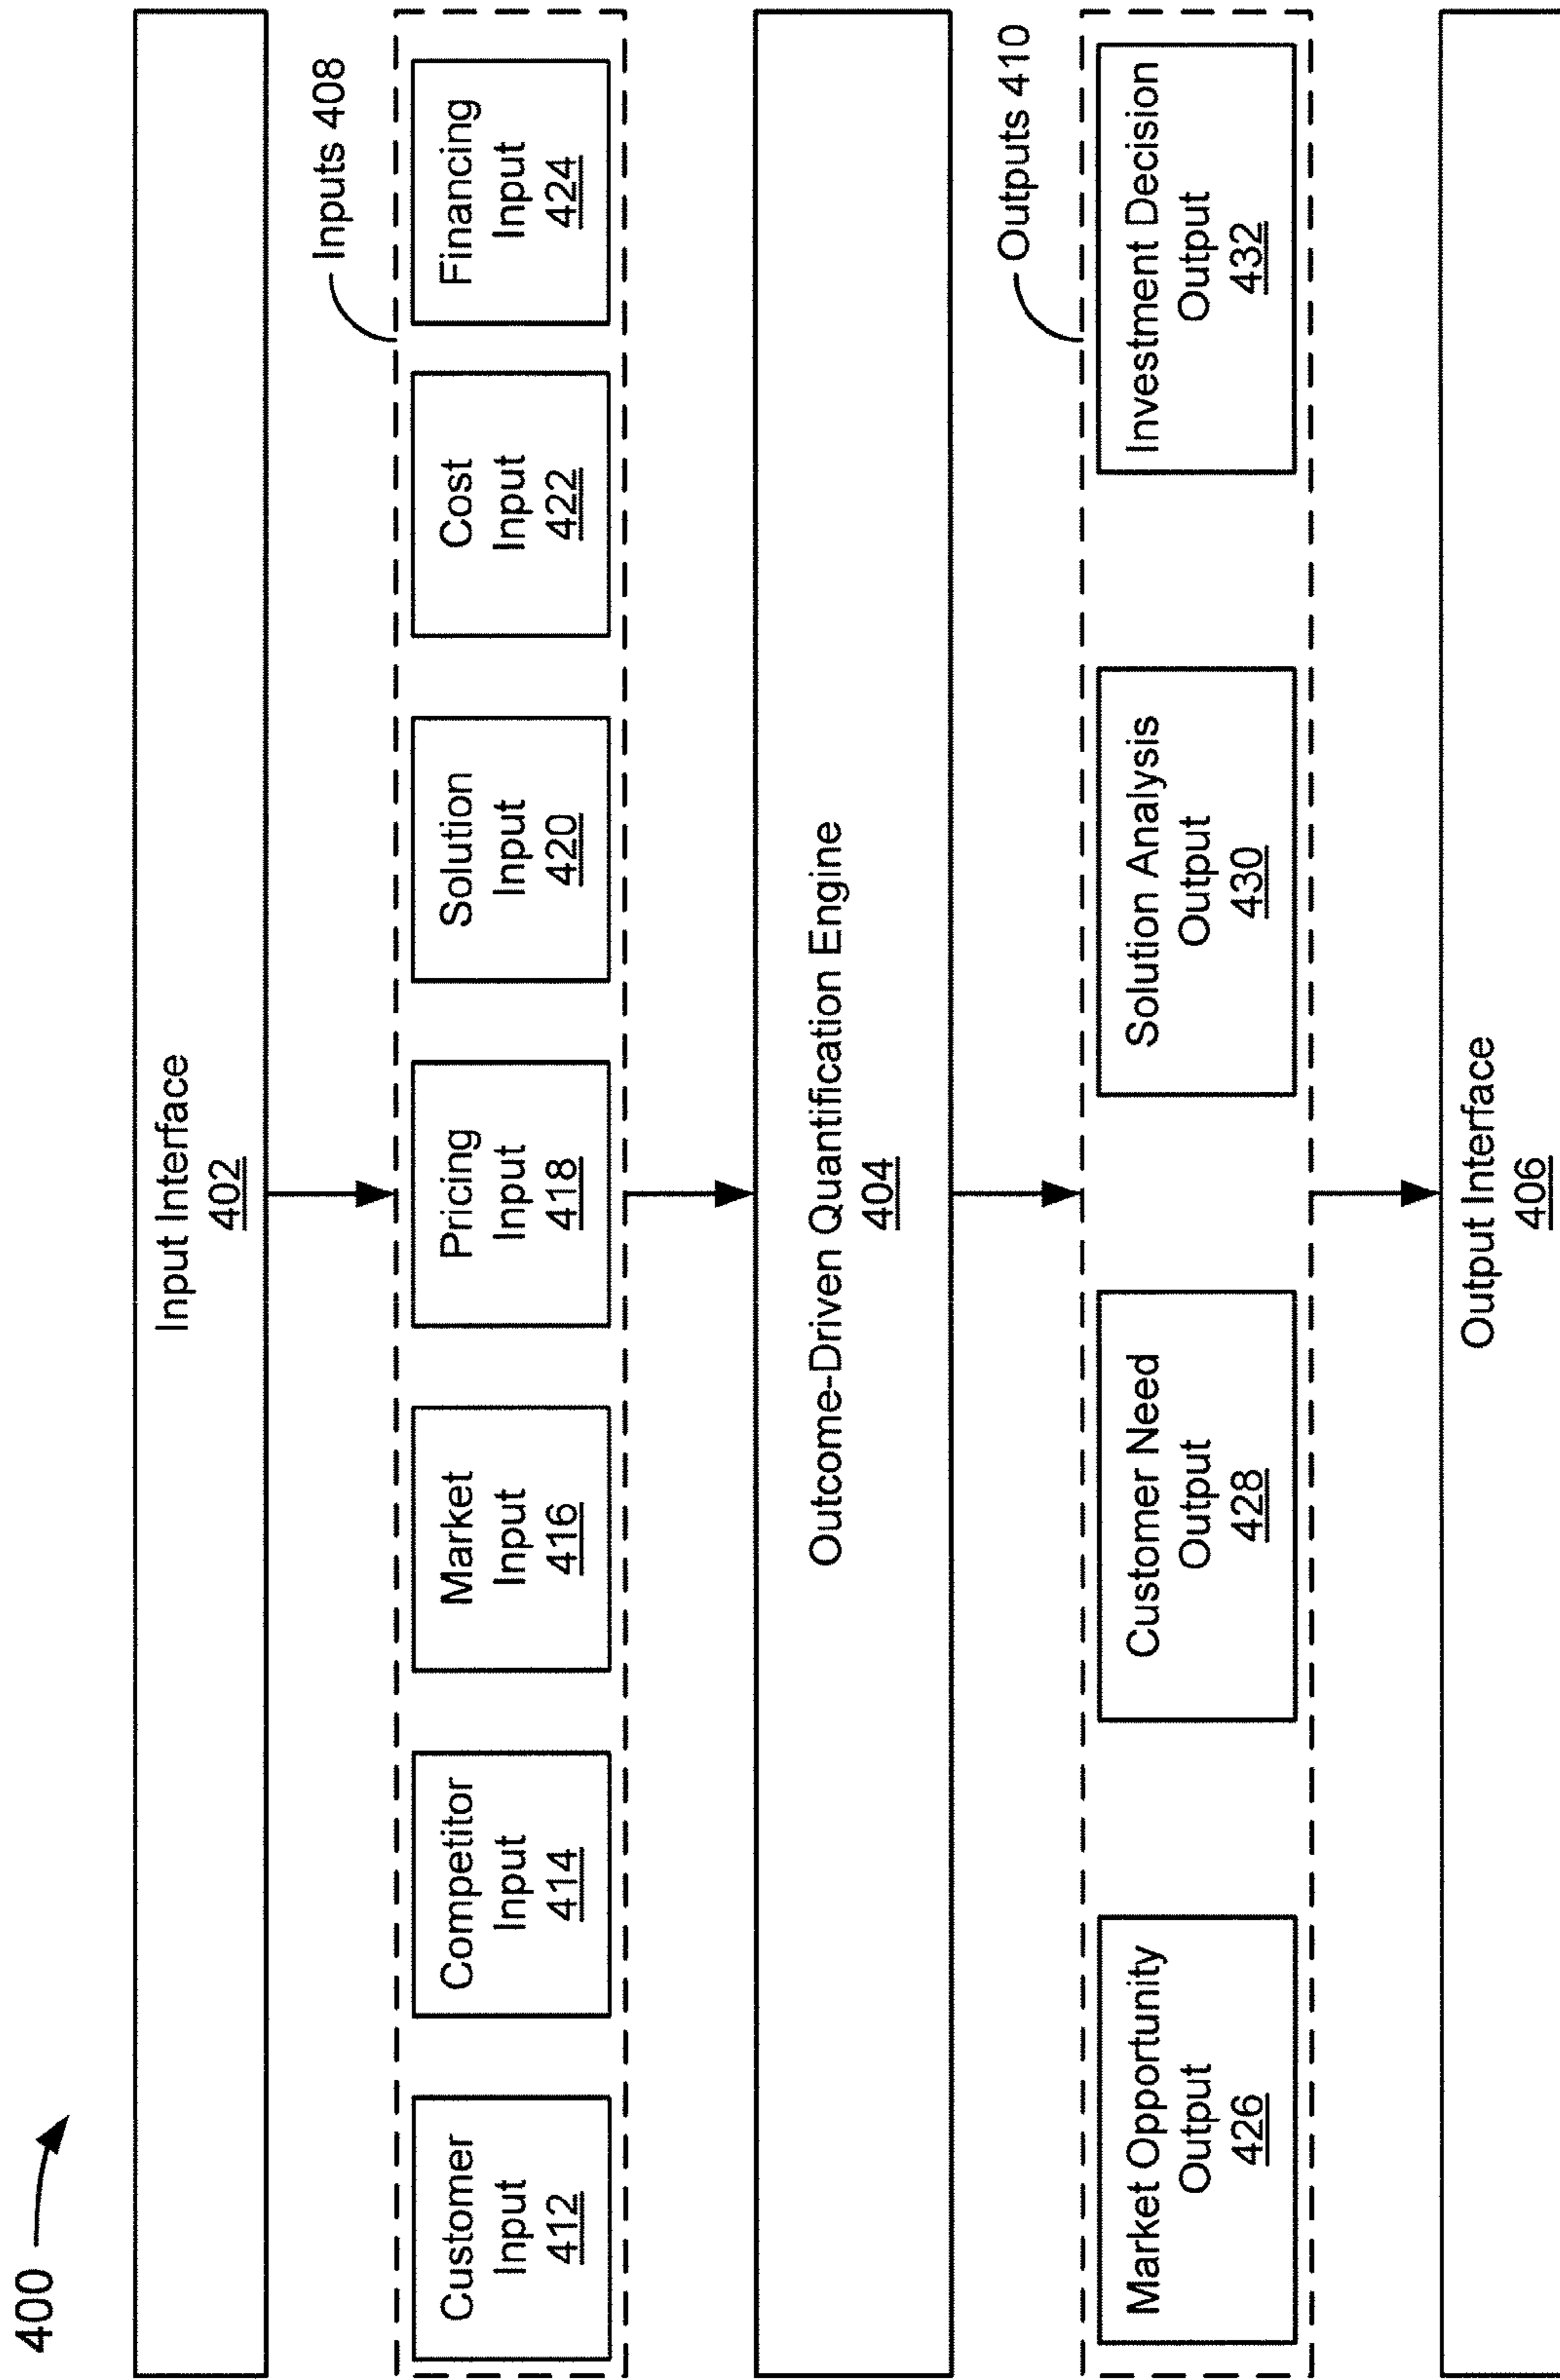 400
Input Interface
402
Inputs 408
Customer
Input
412
Competitor
Input
414
Market
Input
416
Pricing
Input
418
Solution
Input
420
Cost
Input
422
Financing
Input
424
Outcome-Driven Quantification Engine
404
Outputs 410
Market Opportunity
Output
426
Customer Need
Output
428
Solution Analysis
Output
430
Investment Decision
Output
432
Output Interface
406